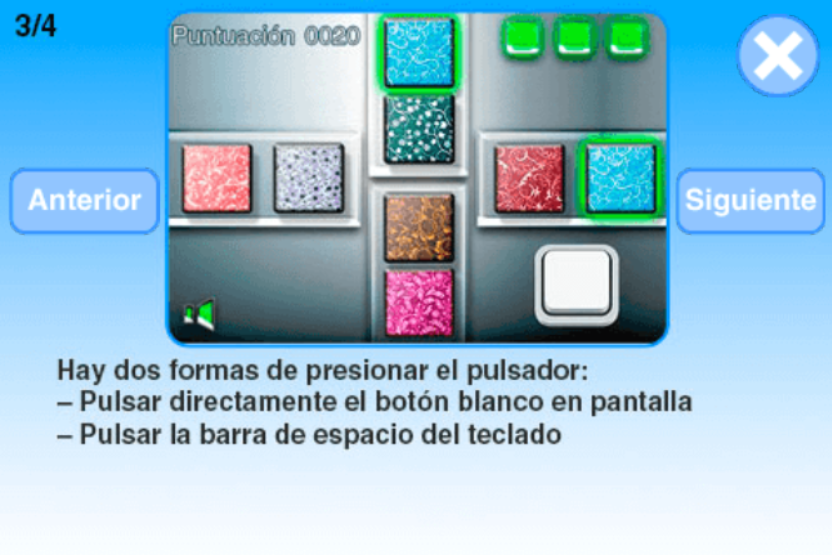 3/4
Puntuación 0020
Anterior
Siguiente
Hay dos formas de presionar el pulsador:
– Pulsar directamente el botón blanco en pantalla
– Pulsar la barra de espacio del teclado